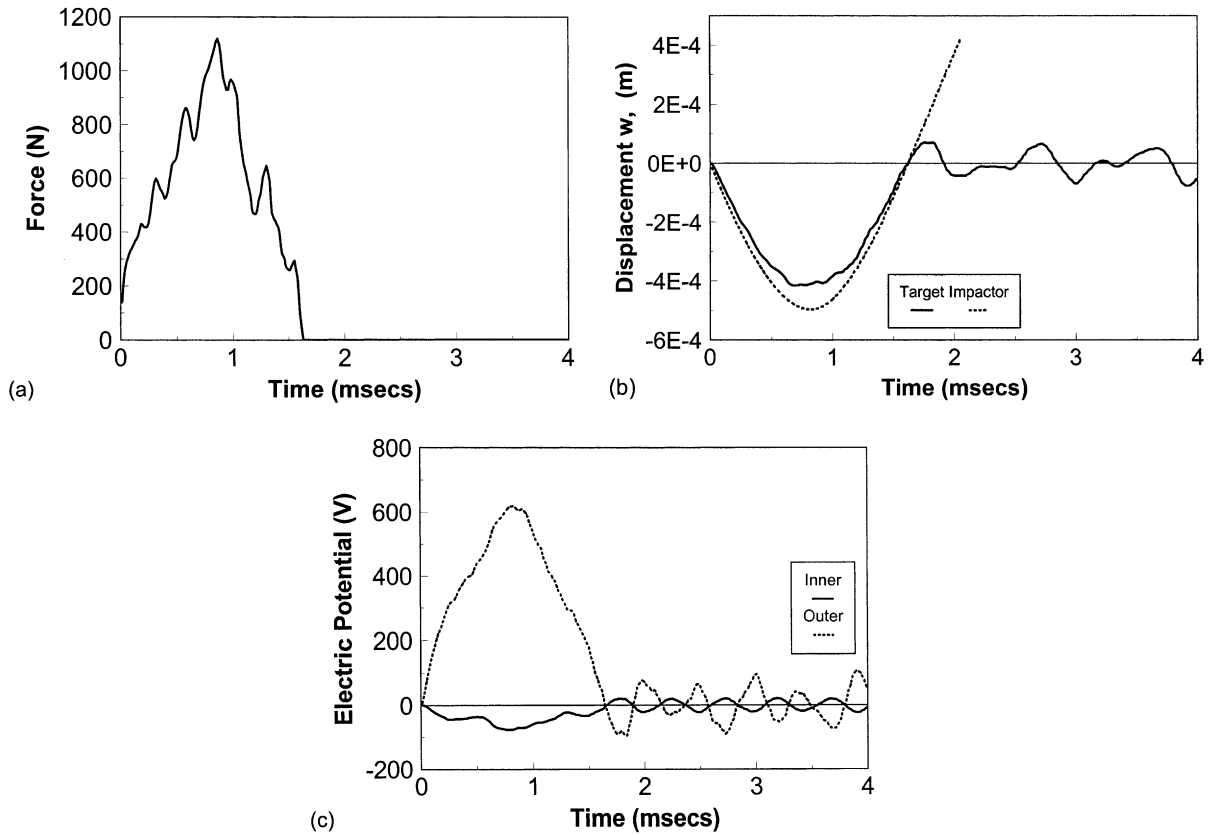 1200
1000
800
600
400
200
0
Force (N)
0 1 2 3 4
Time (msecs)
(a)
4E-4
2E-4
0E+0
-2E-4
-4E-4
-6E-4
Displacement w, (m)
Target Impactor
0 1 2 3 4
Time (msecs)
(b)
800
600
400
200
0
-200
Electric Potential (V)
Inner
Outer
0 1 2 3 4
Time (msecs)
(c)